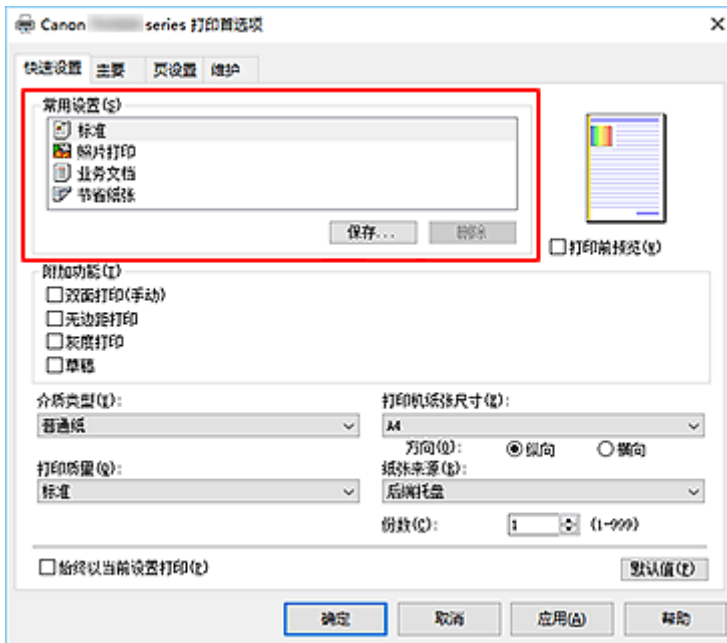 Canon series 打印首选项
快速设置 主要 页设置 维护
常用设置(S)
标准
照片打印
业务文档
节省纸张
保存... 删除
打印前预览(V)
附加功能(T)
双面打印(手动)
无边距打印
灰度打印
草稿
介质类型(Y): 打印机纸张尺寸(Z):
普通纸 A4
方向(O): 纵向 横向
打印质量(Q): 纸张来源(B):
标准 后端托盘
份数(C): 1 (1-999)
始终以当前设置打印 默认值
确定 取消 应用(A) 帮助